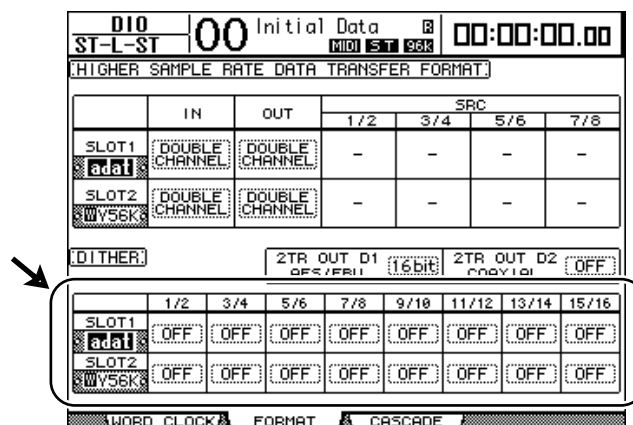 DIO
ST-L-ST
00 Initial Data R
MIDI ST 96k
00:00:00.00
HIGHER SAMPLE RATE DATA TRANSFER FORMAT
IN OUT SRC
1/2 3/4 5/6 7/8
SLOT1 adat DOUBLE CHANNEL DOUBLE CHANNEL - - - -
SLOT2 WY56K DOUBLE CHANNEL DOUBLE CHANNEL - - - -
DITHER
2TR OUT D1 AES/EBU 16bit 2TR OUT D2 COAXIAL OFF
1/2 3/4 5/6 7/8 9/10 11/12 13/14 15/16
SLOT1 adat OFF OFF OFF OFF OFF OFF OFF OFF
SLOT2 WY56K OFF OFF OFF OFF OFF OFF OFF OFF
WORD CLOCK FORMAT CASCADE